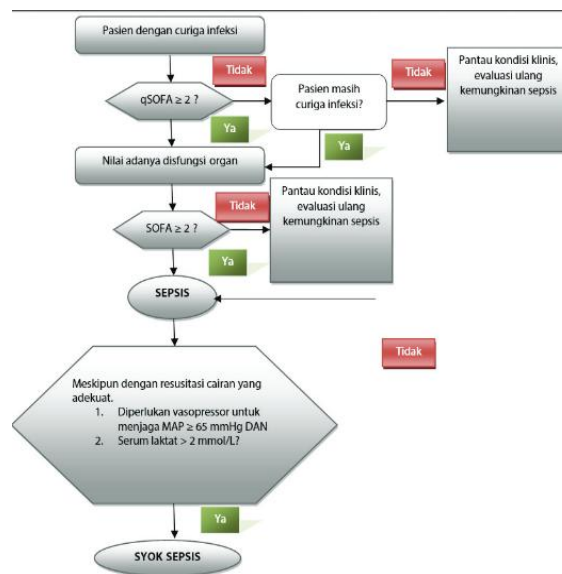 Pasien dengan curiga infeksi
Tidak
qSOFA ≥ 2 ?
Pasien masih
curiga infeksi?
Tidak
Pantau kondisi klinis,
evaluasi ulang
kemungkinan sepsis
Ya
Ya
Nilai adanya disfungsi organ
Tidak
SOFA ≥ 2 ?
Pantau kondisi klinis,
evaluasi ulang
kemungkinan sepsis
Ya
SEPSIS
Tidak
Meskipun dengan resusitasi cairan yang
adekuat.
1. Diperlukan vasopressor untuk
menjaga MAP ≥ 65 mmHg DAN
2. Serum laktat > 2 mmol/L?
Ya
SYOK SEPSIS